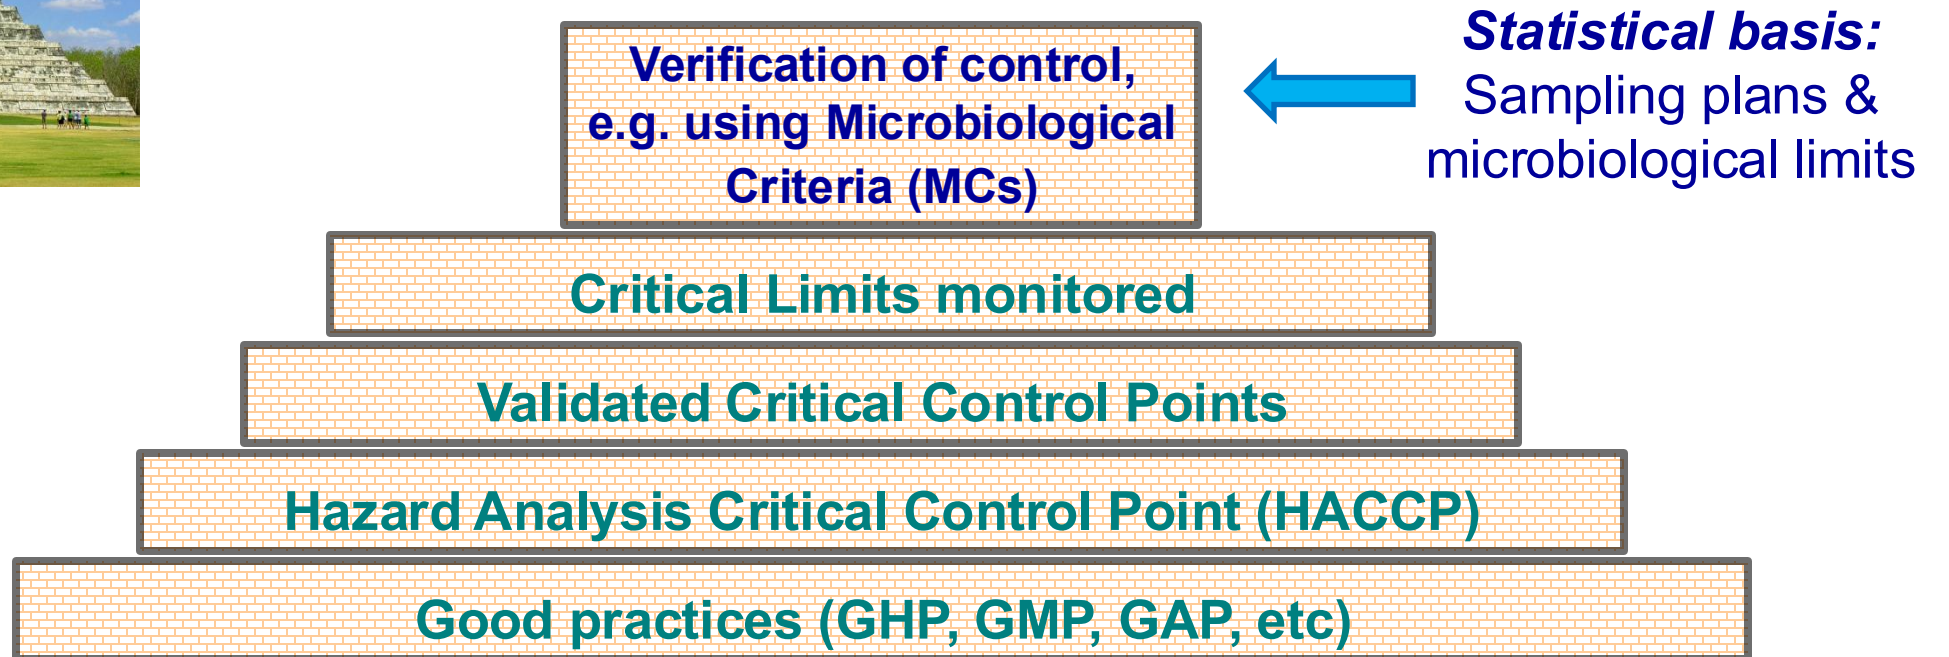 Statistical basis:
Sampling plans &
microbiological limits
Verification of control,
e.g. using Microbiological
Criteria (MCs)
Critical Limits monitored
Validated Critical Control Points
Hazard Analysis Critical Control Point (HACCP)
Good practices (GHP, GMP, GAP, etc)